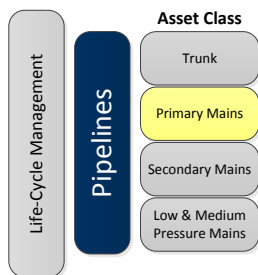 Asset Class
Life-Cycle Management
Pipelines
Trunk
Primary Mains
Secondary Mains
Low & Medium
Pressure Mains